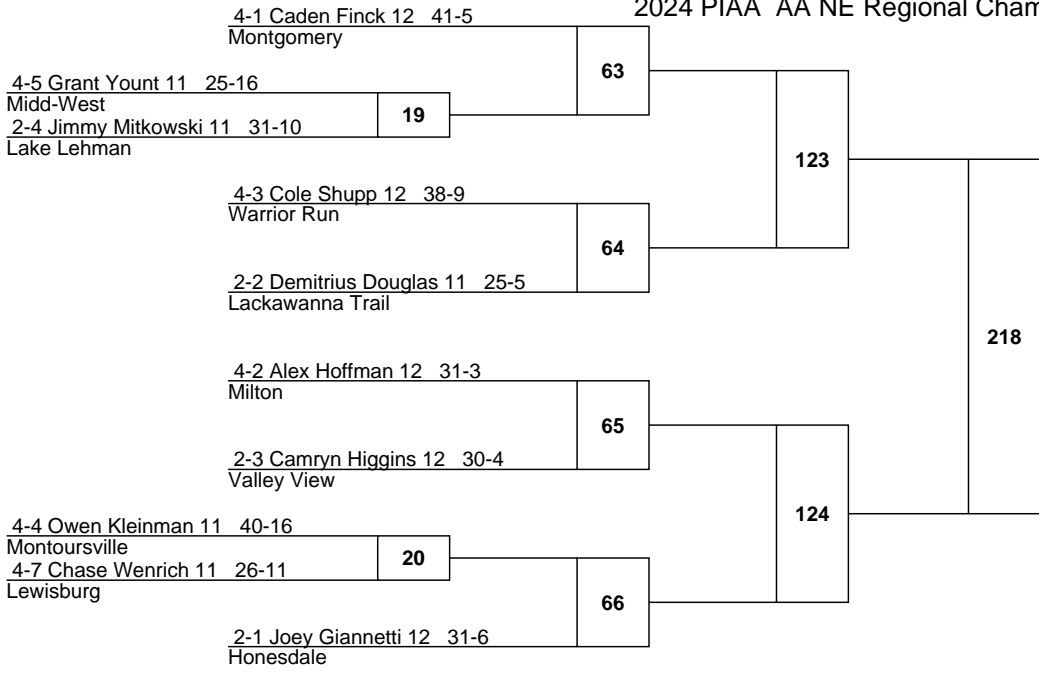 2024 PIAA AA NE Regional Cham
4-1 Caden Finck 12 41-5
Montgomery
63
4-5 Grant Yount 11 25-16
Midd-West
19
2-4 Jimmy Mitkowski 11 31-10
Lake Lehman
123
4-3 Cole Shupp 12 38-9
Warrior Run
64
2-2 Demitrius Douglas 11 25-5
Lackawanna Trail
218
4-2 Alex Hoffman 12 31-3
Milton
65
2-3 Camryn Higgins 12 30-4
Valley View
124
4-4 Owen Kleinman 11 40-16
Montoursville
20
4-7 Chase Wenrich 11 26-11
Lewisburg
66
2-1 Joey Giannetti 12 31-6
Honesdale